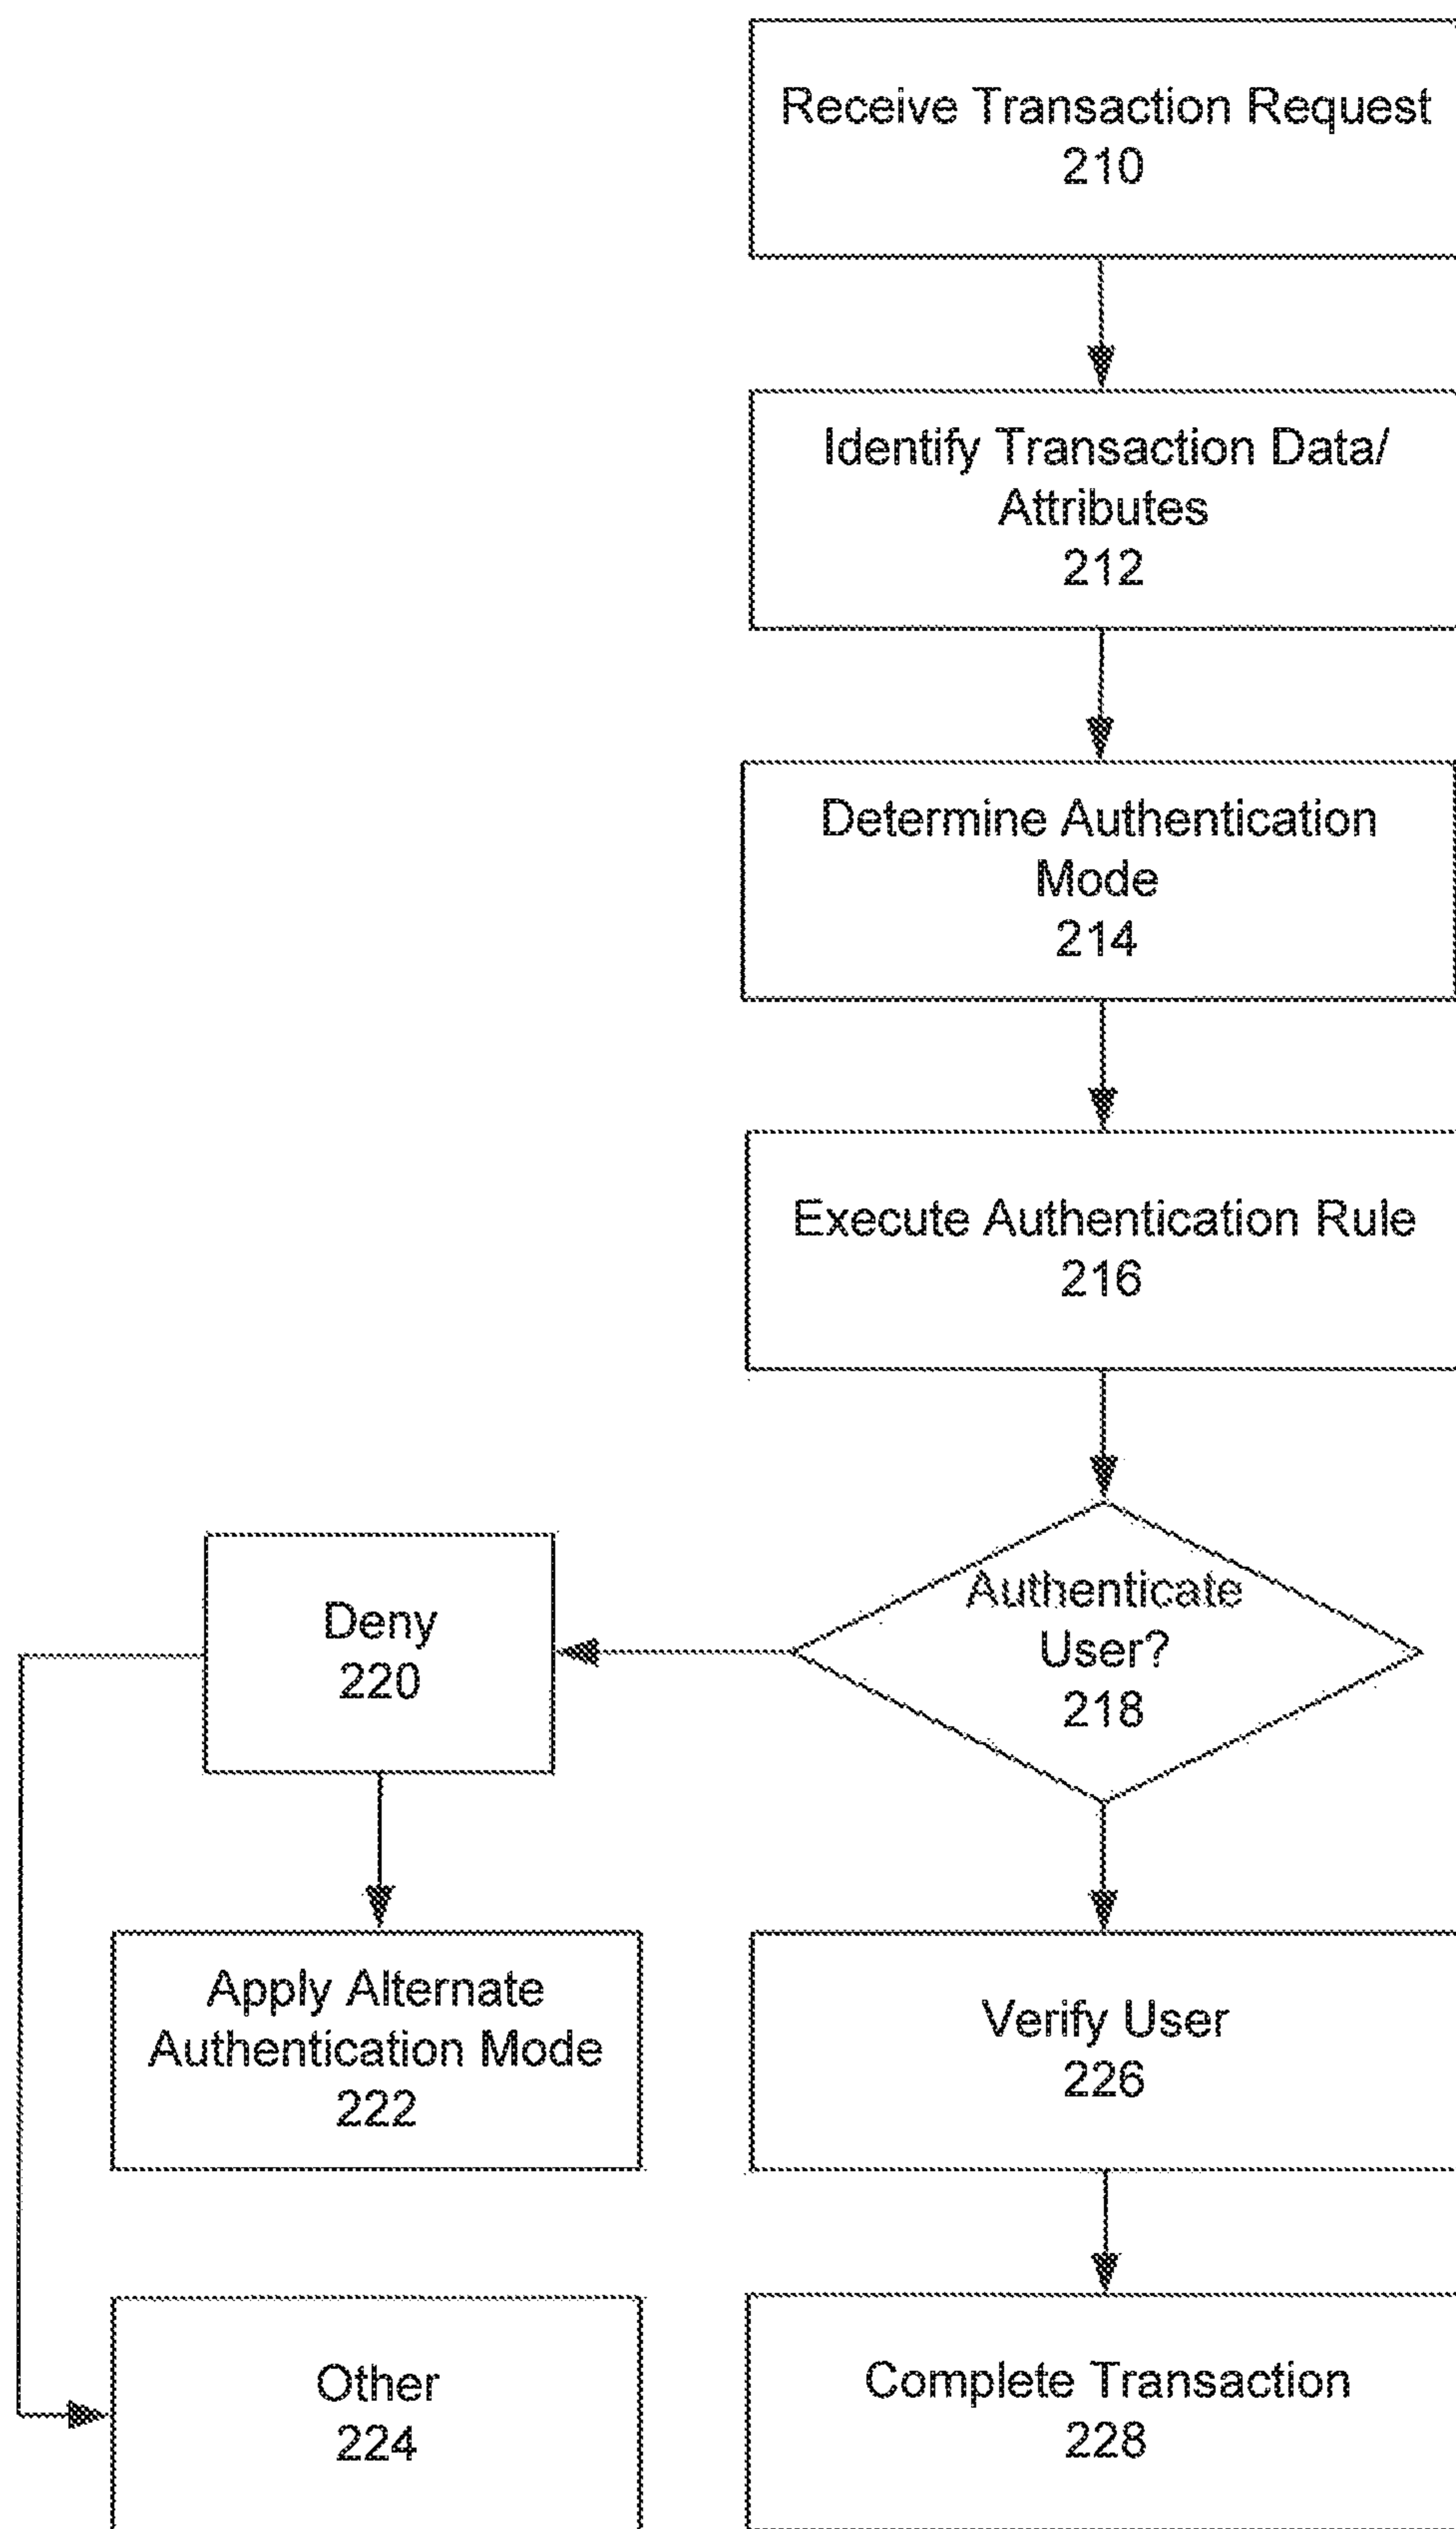 Receive Transaction Request
210
Identify Transaction Data/
Attributes
212
Determine Authentication
Mode
214
Execute Authentication Rule
216
Authenticate
User?
218
Deny
220
Apply Alternate
Authentication Mode
222
Verify User
226
Other
224
Complete Transaction
228